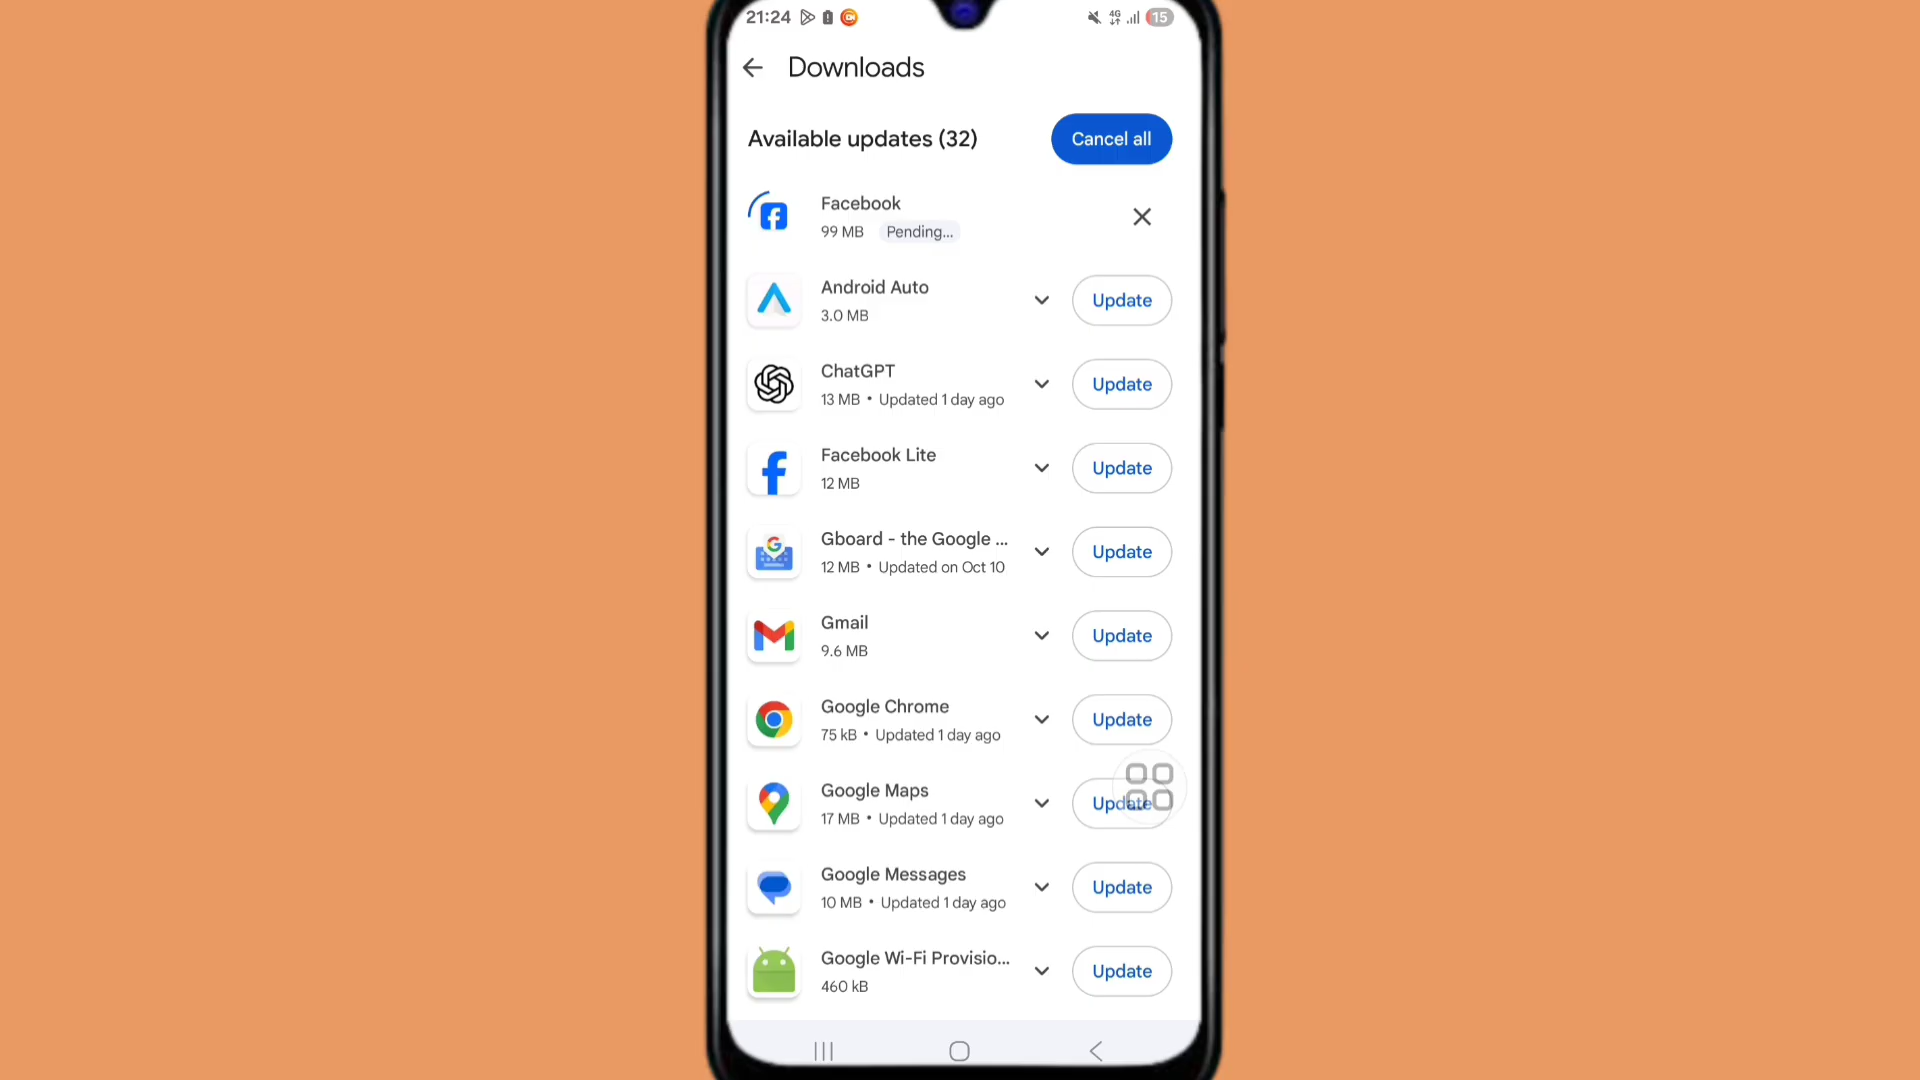 21:24
4G
15
Downloads
Available updates (32)
Cancel all
Facebook
99 MB Pending...
Android Auto
3.0 MB
Update
ChatGPT
13 MB • Updated 1 day ago
Update
Facebook Lite
12 MB
Update
Gboard - the Google ...
12 MB • Updated on Oct 10
Update
Gmail
9.6 MB
Update
Google Chrome
75 kB • Updated 1 day ago
Update
Google Maps
17 MB • Updated 1 day ago
Update
Google Messages
10 MB • Updated 1 day ago
Update
Google Wi-Fi Provisio...
460 kB
Update